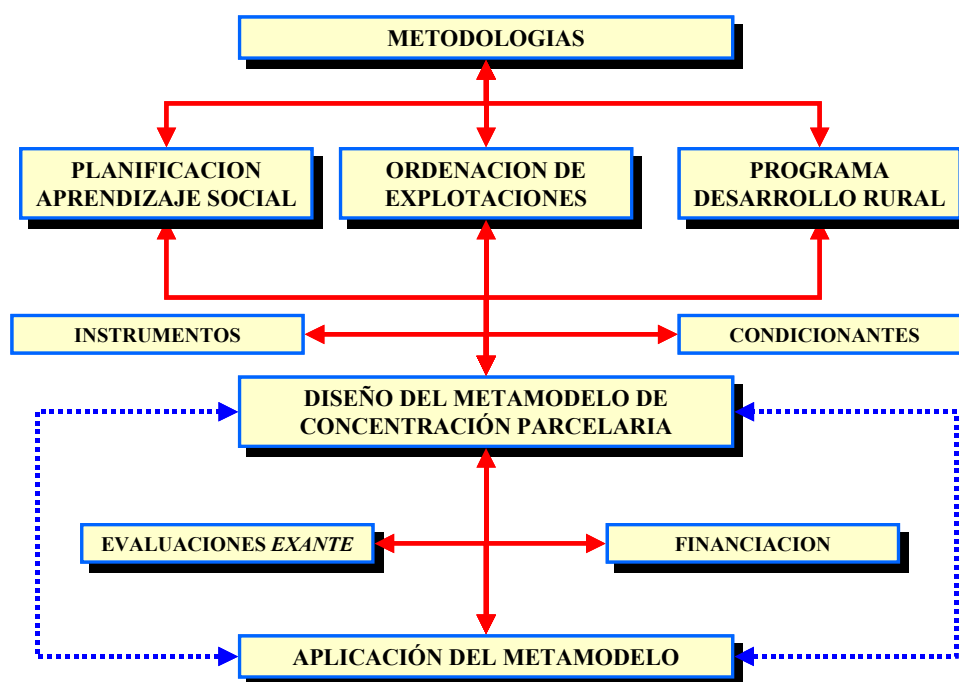 METODOLOGIAS
PLANIFICACION
APRENDIZAJE SOCIAL
ORDENACION DE
EXPLOTACIONES
PROGRAMA
DESARROLLO RURAL
INSTRUMENTOS
CONDICIONANTES
DISEÑO DEL METAMODELO DE
CONCENTRACIÓN PARCELARIA
EVALUACIONES EXANTE
FINANCIACION
APLICACIÓN DEL METAMODELO